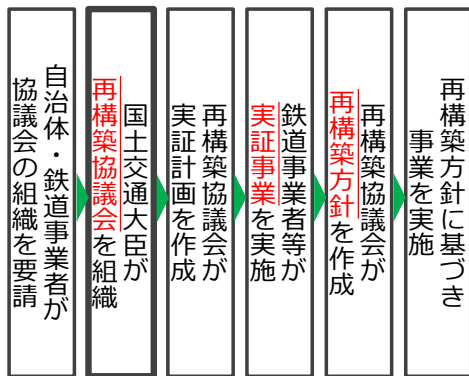 自治体・鉄道事業者が
協議会の組織を要請
国土交通大臣が
再構築協議会を組織
再構築協議会が
実証計画を作成
鉄道事業者等が
実証事業を実施
再構築協議会が
再構築方針を作成
再構築方針に基づき
事業を実施